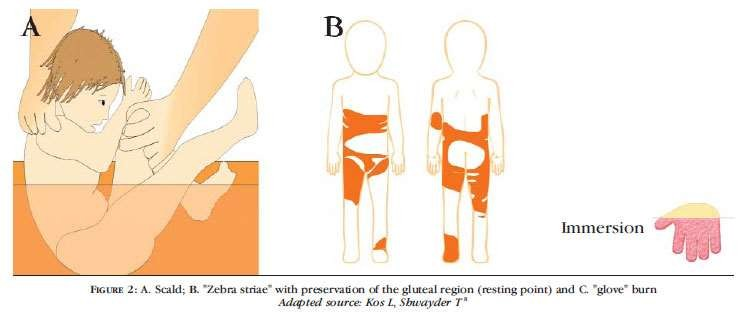 A
B
Immersion
FIGURE 2: A. Scald; B. "Zebra striae" with preservation of the gluteal region (resting point) and C. "glove" burn
Adapted source: Kos L, Shwayder T 8